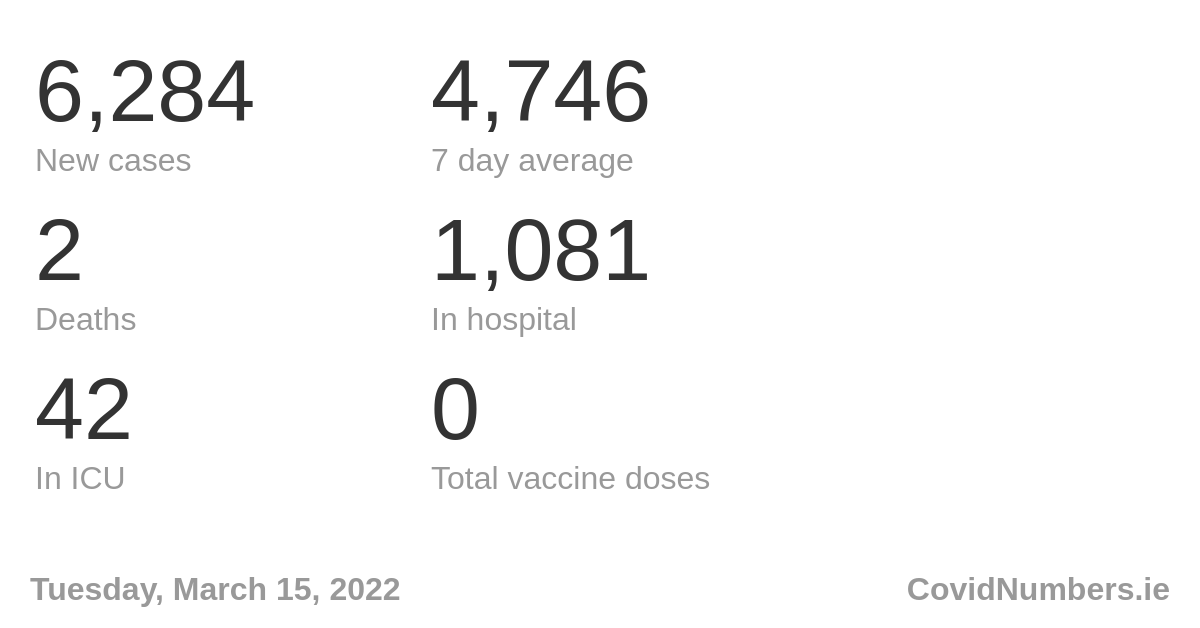 6,284 4,746
New cases 7 day average
2 1,081
Deaths In hospital
42 0
In ICU Total vaccine doses
Tuesday, March 15, 2022 CovidNumbers.ie